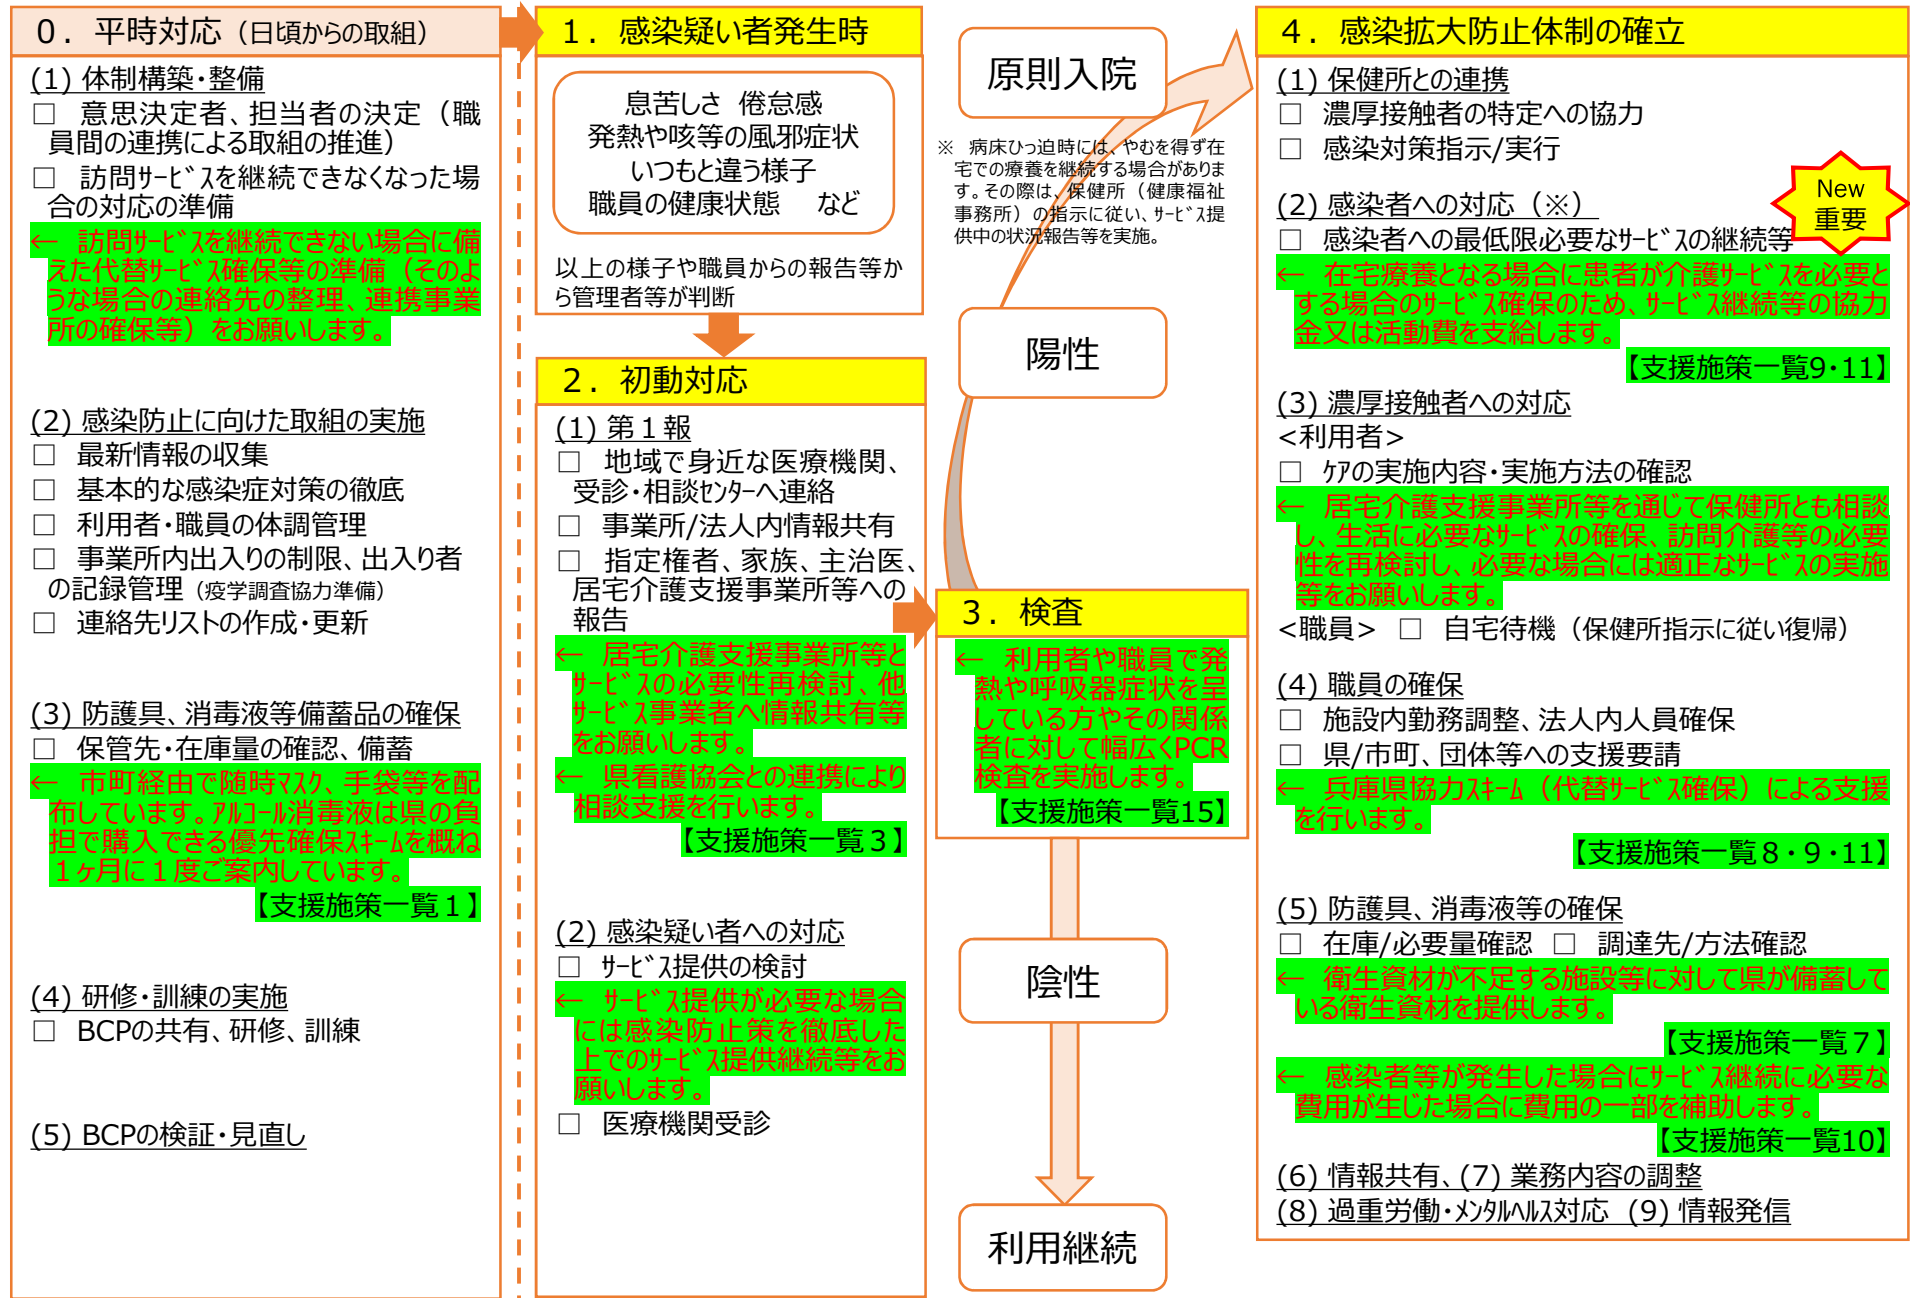 ０．平時対応（日頃からの取組）
(1) 体制構築・整備
□　意思決定者、担当者の決定（職
員間の連携による取組の推進）
□　訪問ｻｰﾋﾞｽを継続できなくなった場
合の対応の準備
←　訪問ｻｰﾋﾞｽを継続できない場合に備
えた代替ｻｰﾋﾞｽ確保等の準備（そのよ
うな場合の連絡先の整理、連携事業
所の確保等）をお願いします。
(2) 感染防止に向けた取組の実施
□　最新情報の収集
□　基本的な感染症対策の徹底
□　利用者・職員の体調管理
□　事業所内出入りの制限、出入り者
の記録管理（疫学調査協力準備）
□　連絡先ﾘｽﾄの作成・更新
(3) 防護具、消毒液等備蓄品の確保
□　保管先・在庫量の確認、備蓄
←　市町経由で随時ﾏｽｸ、手袋等を配
布しています。ｱﾙｺｰﾙ消毒液は県の負
担で購入できる優先確保ｽｷｰﾑを概ね
１ヶ月に１度ご案内しています。
【支援施策一覧１】
(4) 研修・訓練の実施
□　BCPの共有、研修、訓練
(5) BCPの検証・見直し
１．感染疑い者発生時
息苦しさ 倦怠感
発熱や咳等の風邪症状
いつもと違う様子
職員の健康状態　など
以上の様子や職員からの報告等か
ら管理者等が判断
２．初動対応
(1) 第１報
□　地域で身近な医療機関、
受診・相談ｾﾝﾀｰへ連絡
□　事業所/法人内情報共有
□　指定権者、家族、主治医、
居宅介護支援事業所等への
報告
←　居宅介護支援事業所等と
ｻｰﾋﾞｽの必要性再検討、他
ｻｰﾋﾞｽ事業者へ情報共有等
をお願いします。
←　県看護協会との連携により
相談支援を行います。
【支援施策一覧３】
(2) 感染疑い者への対応
□　ｻｰﾋﾞｽ提供の検討
←　ｻｰﾋﾞｽ提供が必要な場合
には感染防止策を徹底した
上でのｻｰﾋﾞｽ提供継続等をお
願いします。
□　医療機関受診
原則入院
※　病床ひっ迫時には、やむを得ず在
宅での療養を継続する場合がありま
す。その際は、保健所（健康福祉
事務所）の指示に従い、ｻｰﾋﾞｽ提
供中の状況報告等を実施。
陽性
３．検査
←　利用者や職員で発
熱や呼吸器症状を呈
している方やその関係
者に対して幅広くPCR
検査を実施します。
【支援施策一覧15】
陰性
利用継続
４．感染拡大防止体制の確立
(1) 保健所との連携
□　濃厚接触者の特定への協力
□　感染対策指示/実行
New
重要
(2) 感染者への対応（※）
□　感染者への最低限必要なｻｰﾋﾞｽの継続等
←　在宅療養となる場合に患者が介護ｻｰﾋﾞｽを必要と
する場合のｻｰﾋﾞｽ確保のため、ｻｰﾋﾞｽ継続等の協力
金又は活動費を支給します。
【支援施策一覧9・11】
(3) 濃厚接触者への対応
<利用者>
□　ｹｱの実施内容・実施方法の確認
←　居宅介護支援事業所等を通じて保健所とも相談
し、生活に必要なｻｰﾋﾞｽの確保、訪問介護等の必要
性を再検討し、必要な場合には適正なｻｰﾋﾞｽの実施
等をお願いします。
<職員>　□　自宅待機（保健所指示に従い復帰）
(4) 職員の確保
□　施設内勤務調整、法人内人員確保
□　県/市町、団体等への支援要請
←　兵庫県協力ｽｷｰﾑ（代替ｻｰﾋﾞｽ確保）による支援
を行います。
【支援施策一覧８・９・11】
(5) 防護具、消毒液等の確保
□　在庫/必要量確認　□　調達先/方法確認
←　衛生資材が不足する施設等に対して県が備蓄して
いる衛生資材を提供します。
【支援施策一覧７】
←　感染者等が発生した場合にｻｰﾋﾞｽ継続に必要な
費用が生じた場合に費用の一部を補助します。
【支援施策一覧10】
(6) 情報共有、(7) 業務内容の調整
(8) 過重労働・ﾒﾝﾀﾙﾍﾙｽ対応 (9) 情報発信